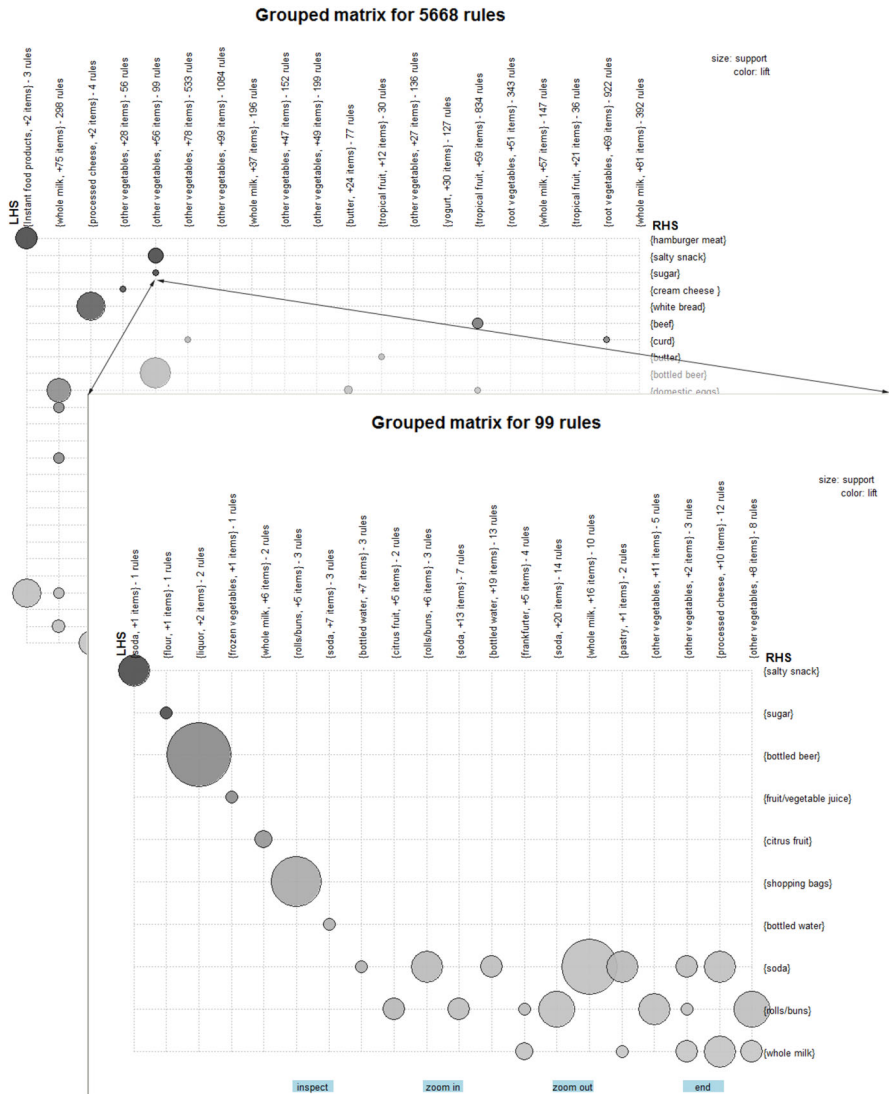 Grouped matrix for 5668 rules
size: support
color: lift
{Instant food products, +2 items} - 3 rules
{whole milk, +75 items} - 298 rules
{processed cheese, +2 items} - 4 rules
{other vegetables, +28 items} - 56 rules
{other vegetables, +56 items} - 99 rules
{other vegetables, +78 items} - 533 rules
{other vegetables, +99 items} - 1084 rules
{whole milk, +37 items} - 196 rules
{other vegetables, +47 items} - 152 rules
{other vegetables, +49 items} - 199 rules
{butter, +24 items} - 77 rules
{tropical fruit, +12 items} - 30 rules
{other vegetables, +27 items} - 136 rules
{yogurt, +30 items} - 127 rules
{tropical fruit, +59 items} - 834 rules
{root vegetables, +51 items} - 343 rules
{whole milk, +57 items} - 147 rules
{tropical fruit, +21 items} - 36 rules
{root vegetables, +69 items} - 922 rules
{whole milk, +81 items} - 392 rules
LHS
RHS
{hamburger meat}
{salty snack}
{sugar}
{cream cheese }
{white bread}
{beef}
{curd}
{butter}
{bottled beer}
{domestic eggs}
Grouped matrix for 99 rules
size: support
color: lift
{soda, +1 items} - 1 rules
{flour, +1 items} - 1 rules
{liquor, +2 items} - 2 rules
{frozen vegetables, +1 items} - 1 rules
{whole milk, +6 items} - 2 rules
{rolls/buns, +5 items} - 3 rules
{soda, +7 items} - 3 rules
{bottled water, +7 items} - 3 rules
{citrus fruit, +5 items} - 2 rules
{rolls/buns, +6 items} - 3 rules
{soda, +13 items} - 7 rules
{bottled water, +19 items} - 13 rules
{frankfurter, +5 items} - 4 rules
{soda, +20 items} - 14 rules
{whole milk, +16 items} - 10 rules
{pastry, +1 items} - 2 rules
{other vegetables, +11 items} - 5 rules
{other vegetables, +2 items} - 3 rules
{processed cheese, +10 items} - 12 rules
{other vegetables, +8 items} - 8 rules
LHS
RHS
{salty snack}
{sugar}
{bottled beer}
{fruit/vegetable juice}
{citrus fruit}
{shopping bags}
{bottled water}
{soda}
{rolls/buns}
{whole milk}
inspect
zoom in
zoom out
end